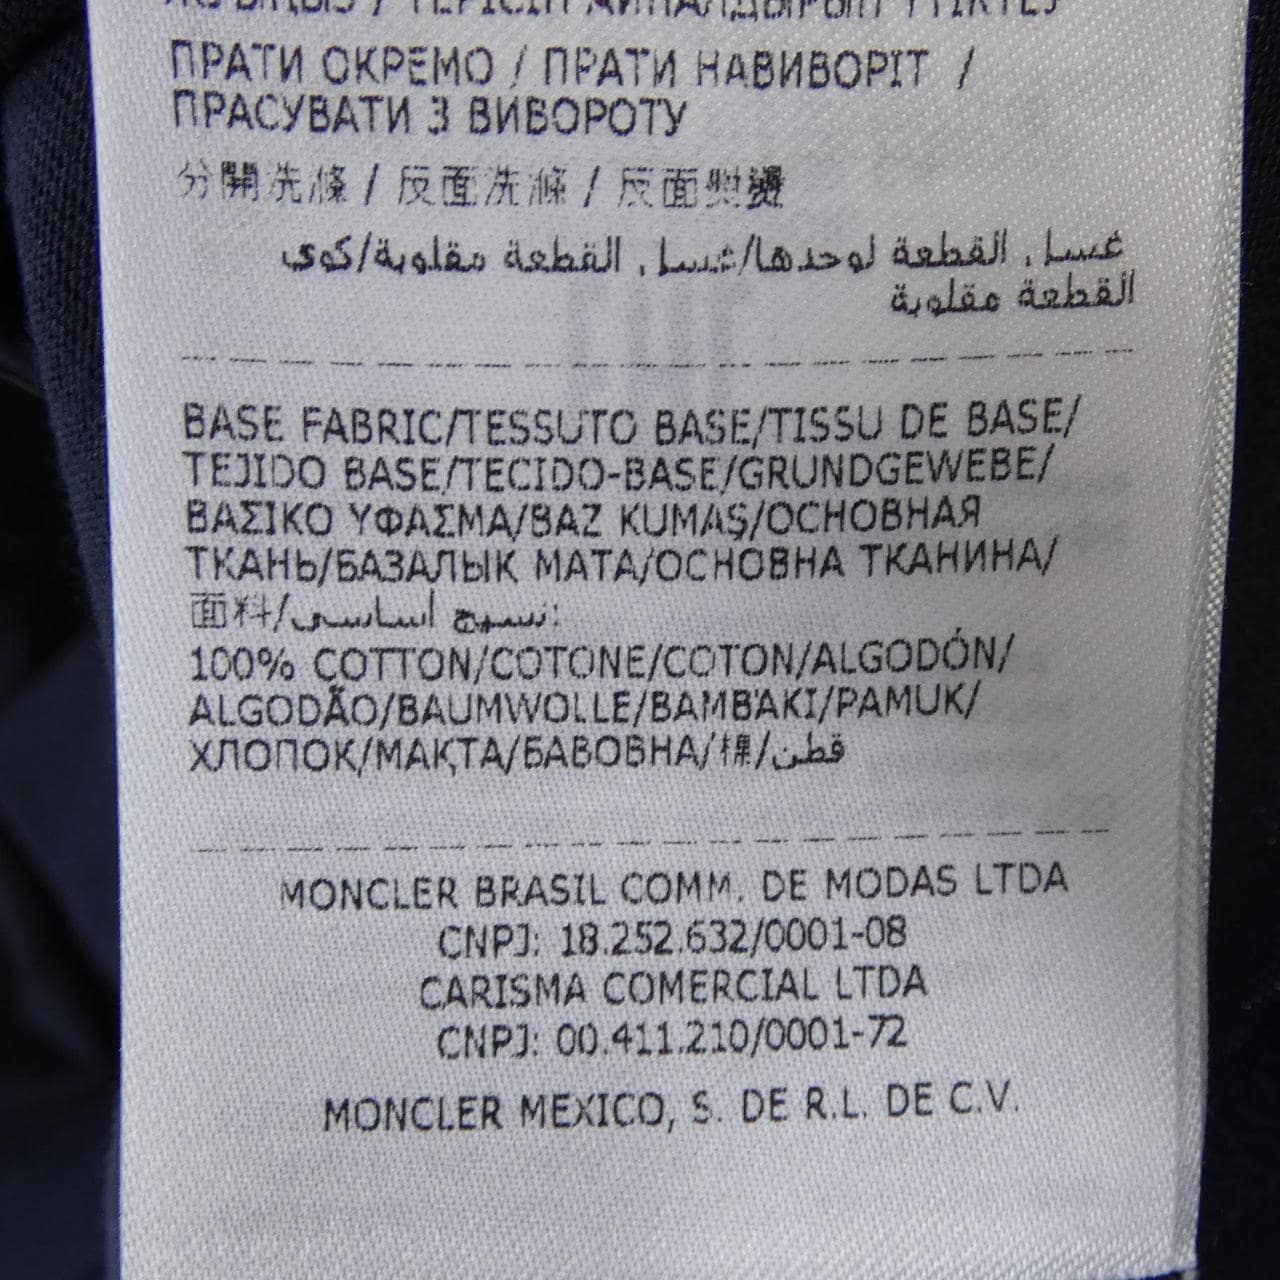 ПРАТИ ОКРЕМО / ПРАТИ НАВИВОРІТ /
ПРАСУВАТИ З ВИВОРОТУ
分開洗滌 / 反面洗滌 / 反面熨燙
غسل القطعة لوحدها/غسل القطعة مقلوبة/كوي
القطعة مقلوبة
BASE FABRIC/TESSUTO BASE/TISSU DE BASE/
TEJIDO BASE/TECIDO-BASE/GRUNDGEWEBE/
ΒΑΣΙΚΟ ΥΦΑΣΜΑ/BAZ KUMAŞ/ОСНОВНАЯ
ТКАНЬ/БАЗАЛЫК МАТА/ОСНОВНА ТКАНИНА/
面料/نسيج أساسي:
100% COTTON/COTONE/COTON/ALGODÓN/
ALGODÃO/BAUMWOLLE/ΒΑΜΒΆΚΙ/PAMUK/
ХЛОПОК/МАҚТА/БАВОВНА/棉/قطن
MONCLER BRASIL COMM. DE MODAS LTDA
CNPJ: 18.252.632/0001-08
CARISMA COMERCIAL LTDA
CNPJ: 00.411.210/0001-72
MONCLER MEXICO, S. DE R.L. DE C.V.